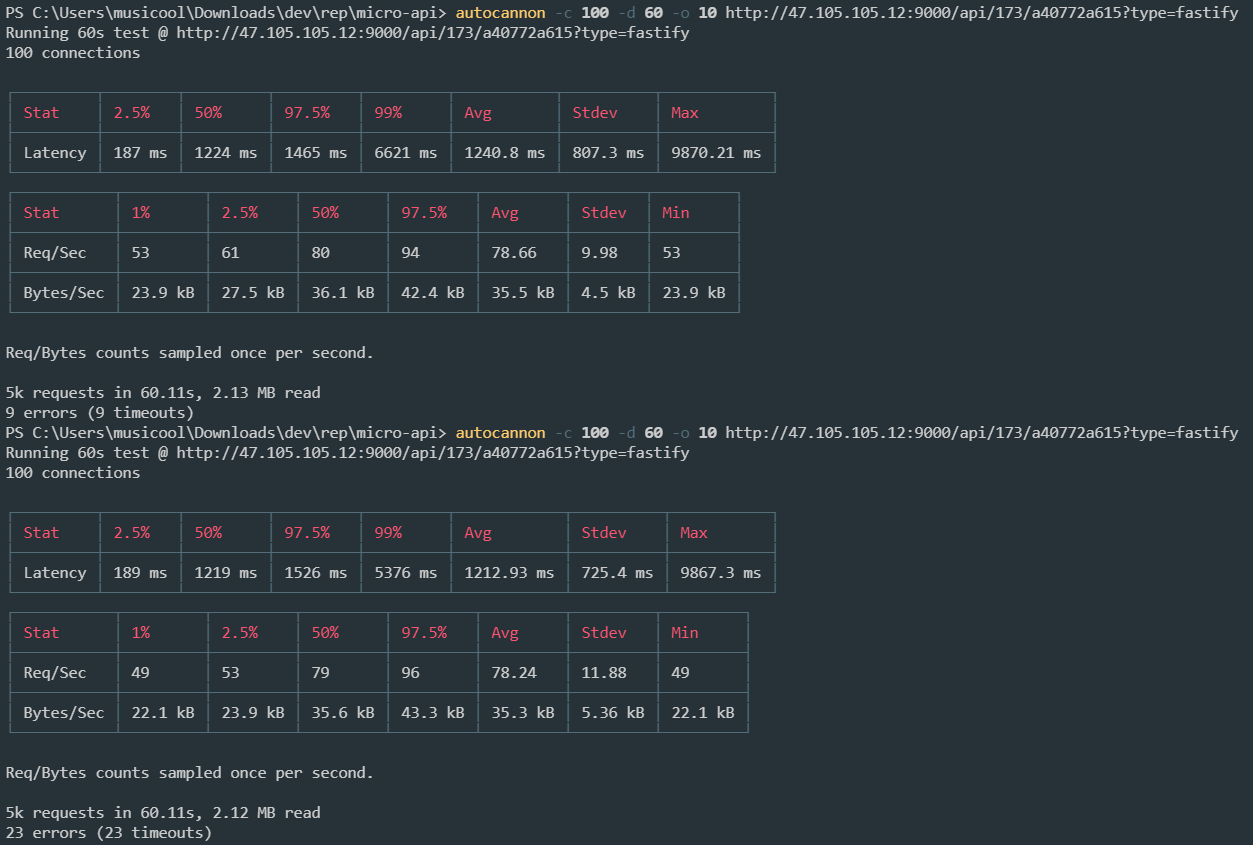 PS C:\Users\musicool\Downloads\dev\rep\micro-api> autocannon -c 100 -d 60 -o 10 http://47.105.105.12:9000/api/173/a40772a615?type=fastify
Running 60s test @ http://47.105.105.12:9000/api/173/a40772a615?type=fastify
100 connections
Stat 2.5% 50% 97.5% 99% Avg Stdev Max
Latency 187 ms 1224 ms 1465 ms 6621 ms 1240.8 ms 807.3 ms 9870.21 ms
Stat 1% 2.5% 50% 97.5% Avg Stdev Min
Req/Sec 53 61 80 94 78.66 9.98 53
Bytes/Sec 23.9 kB 27.5 kB 36.1 kB 42.4 kB 35.5 kB 4.5 kB 23.9 kB
Req/Bytes counts sampled once per second.
5k requests in 60.11s, 2.13 MB read
9 errors (9 timeouts)
PS C:\Users\musicool\Downloads\dev\rep\micro-api> autocannon -c 100 -d 60 -o 10 http://47.105.105.12:9000/api/173/a40772a615?type=fastify
Running 60s test @ http://47.105.105.12:9000/api/173/a40772a615?type=fastify
100 connections
Stat 2.5% 50% 97.5% 99% Avg Stdev Max
Latency 189 ms 1219 ms 1526 ms 5376 ms 1212.93 ms 725.4 ms 9867.3 ms
Stat 1% 2.5% 50% 97.5% Avg Stdev Min
Req/Sec 49 53 79 96 78.24 11.88 49
Bytes/Sec 22.1 kB 23.9 kB 35.6 kB 43.3 kB 35.3 kB 5.36 kB 22.1 kB
Req/Bytes counts sampled once per second.
5k requests in 60.11s, 2.12 MB read
23 errors (23 timeouts)